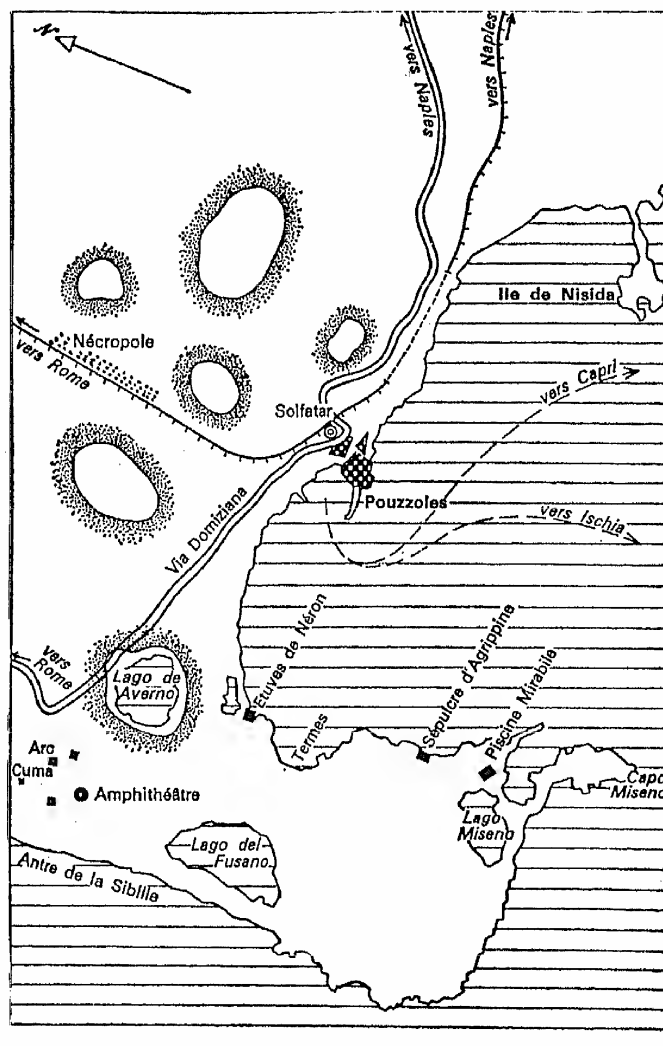 N
vers Naples
vers Naples
Ile de Nisida
Nécropole
vers Rome
vers Capri
Solfatar
Pouzzoles
vers Ischia
Via Domiziana
Etuves de Néron
Sépulcre d'Agrippine
Piscine Mirabile
vers
Rome
Lago de
Averno
Termes
Arc
Cuma
Amphithéâtre
Capo
Miseno
Lago
Miseno
Lago del
Fusano
Antre de la Sibille